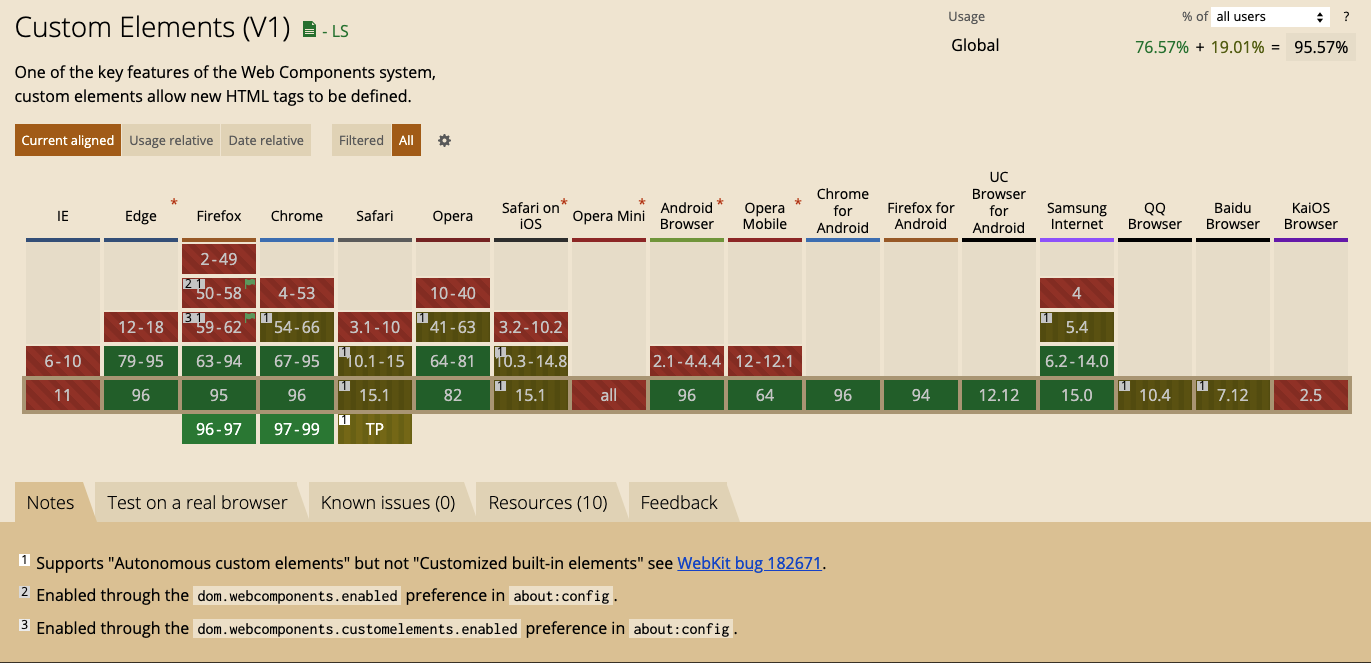 Custom Elements (V1) - LS
Usage % of all users ?
Global 76.57% + 19.01% = 95.57%
One of the key features of the Web Components system,
custom elements allow new HTML tags to be defined.
Current aligned Usage relative Date relative Filtered All
IE
Edge *
Firefox
Chrome
Safari
Opera
Safari on *
iOS
Opera Mini *
Android *
Browser
Opera *
Mobile
Chrome
for
Android
Firefox for
Android
UC
Browser
for
Android
Samsung
Internet
QQ
Browser
Baidu
Browser
KaiOS
Browser
2-49
2 1 50-58 4-53 10-40 4
12-18 3 1 59-62 1 54-66 3.1-10 1 41-63 3.2-10.2 1 5.4
6-10 79-95 63-94 67-95 1 10.1-15 64-81 1 10.3-14.8 2.1-4.4.4 12-12.1 6.2-14.0
11 96 95 96 1 15.1 82 1 15.1 all 96 64 96 94 12.12 15.0 1 10.4 1 7.12 2.5
96-97 97-99 1 TP
Notes Test on a real browser Known issues (0) Resources (10) Feedback
1 Supports "Autonomous custom elements" but not "Customized built-in elements" see WebKit bug 182671.
2 Enabled through the dom.webcomponents.enabled preference in about:config.
3 Enabled through the dom.webcomponents.customelements.enabled preference in about:config.